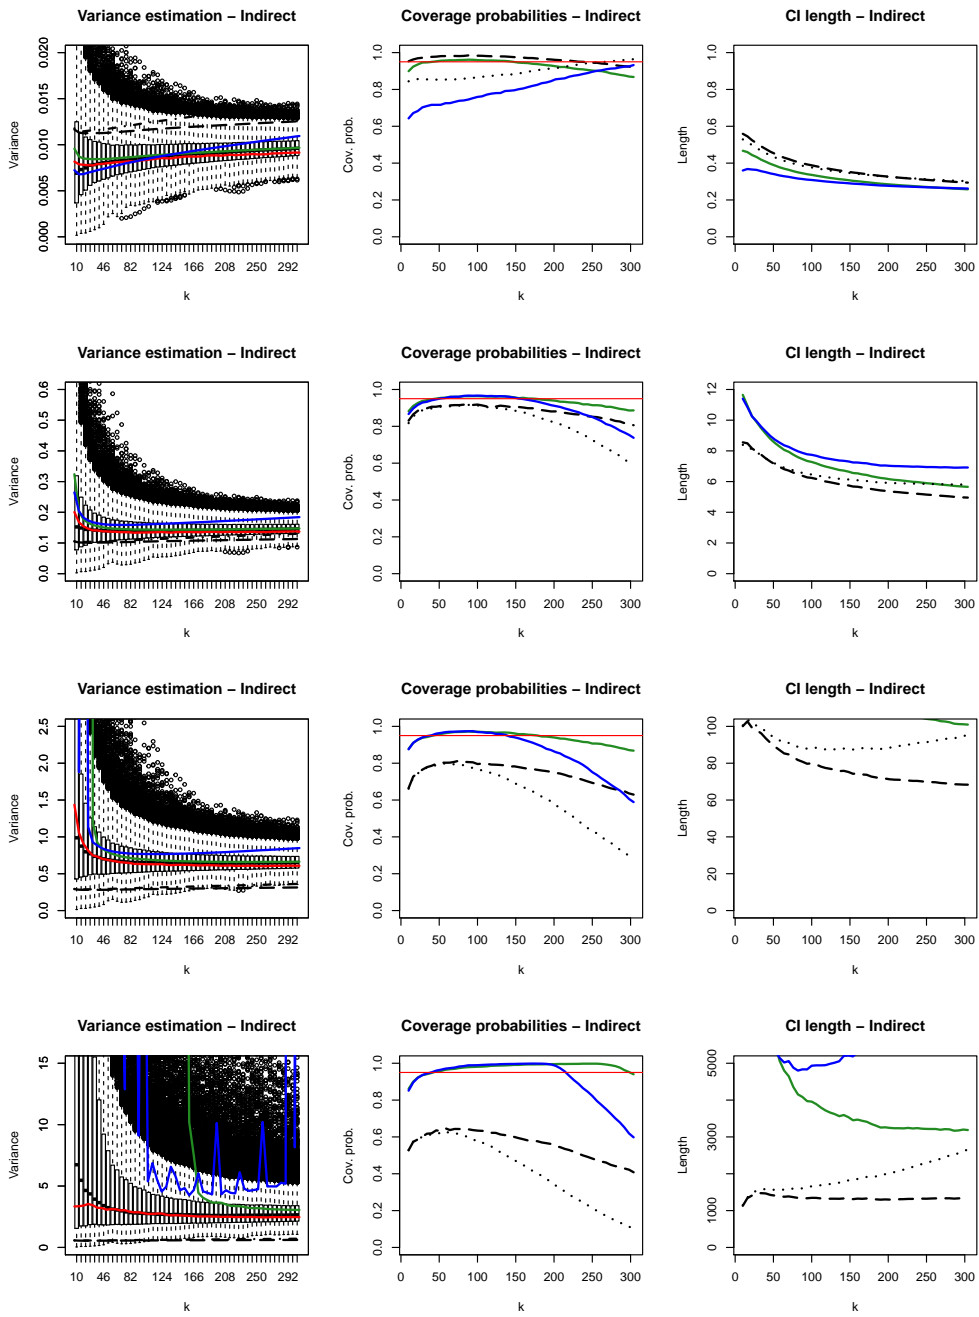 Variance estimation – Indirect
Variance
0.000 0.005 0.010 0.015 0.020
10 46 82 124 166 208 250 292
k
Coverage probabilities – Indirect
Cov. prob.
0.0 0.2 0.4 0.6 0.8 1.0
0 50 100 150 200 250 300
k
CI length – Indirect
Length
0.0 0.2 0.4 0.6 0.8 1.0
0 50 100 150 200 250 300
k
Variance estimation – Indirect
Variance
0.0 0.1 0.2 0.3 0.4 0.5 0.6
10 46 82 124 166 208 250 292
k
Coverage probabilities – Indirect
Cov. prob.
0.0 0.2 0.4 0.6 0.8 1.0
0 50 100 150 200 250 300
k
CI length – Indirect
Length
0 2 4 6 8 10 12
0 50 100 150 200 250 300
k
Variance estimation – Indirect
Variance
0.0 0.5 1.0 1.5 2.0 2.5
10 46 82 124 166 208 250 292
k
Coverage probabilities – Indirect
Cov. prob.
0.0 0.2 0.4 0.6 0.8 1.0
0 50 100 150 200 250 300
k
CI length – Indirect
Length
0 20 40 60 80 100
0 50 100 150 200 250 300
k
Variance estimation – Indirect
Variance
0 5 10 15
10 46 82 124 166 208 250 292
k
Coverage probabilities – Indirect
Cov. prob.
0.0 0.2 0.4 0.6 0.8 1.0
0 50 100 150 200 250 300
k
CI length – Indirect
Length
0 1000 3000 5000
0 50 100 150 200 250 300
k